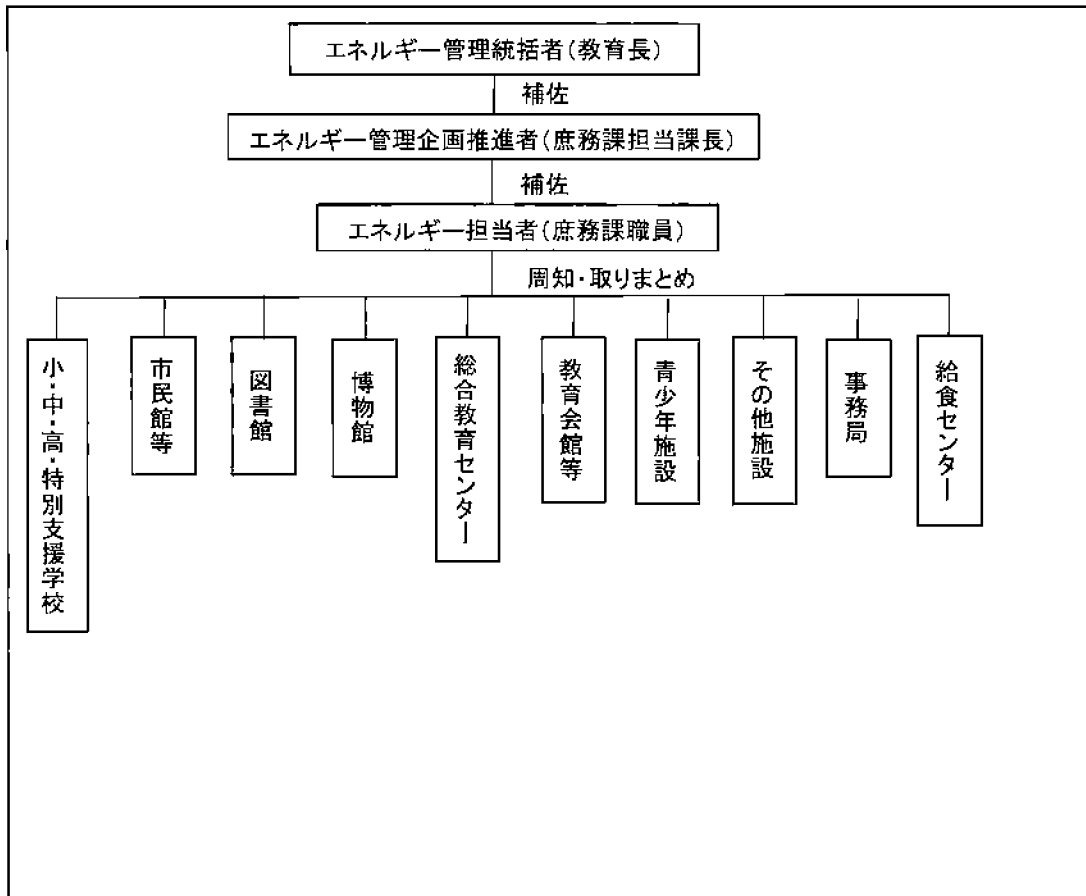 エネルギー管理統括者(教育長)
補佐
エネルギー管理企画推進者(庶務課担当課長)
補佐
エネルギー担当者(庶務課職員)
周知・取りまとめ
小・中・高・特別支援学校
市民館等
図書館
博物館
総合教育センター
教育会館等
青少年施設
その他施設
事務局
給食センター